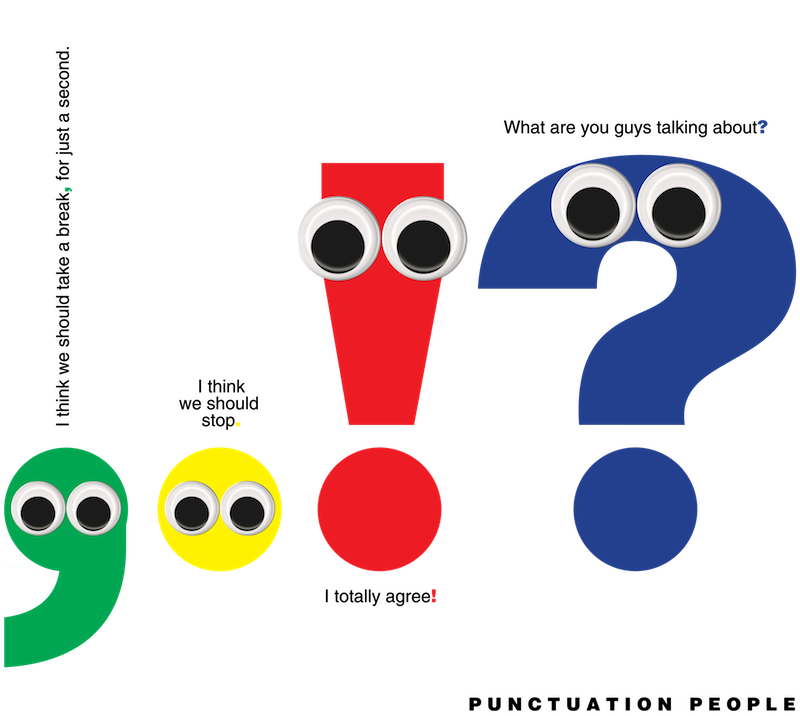 I think we should take a break, for just a second.
I think
we should
stop.
I totally agree!
What are you guys talking about?
PUNCTUATION PEOPLE